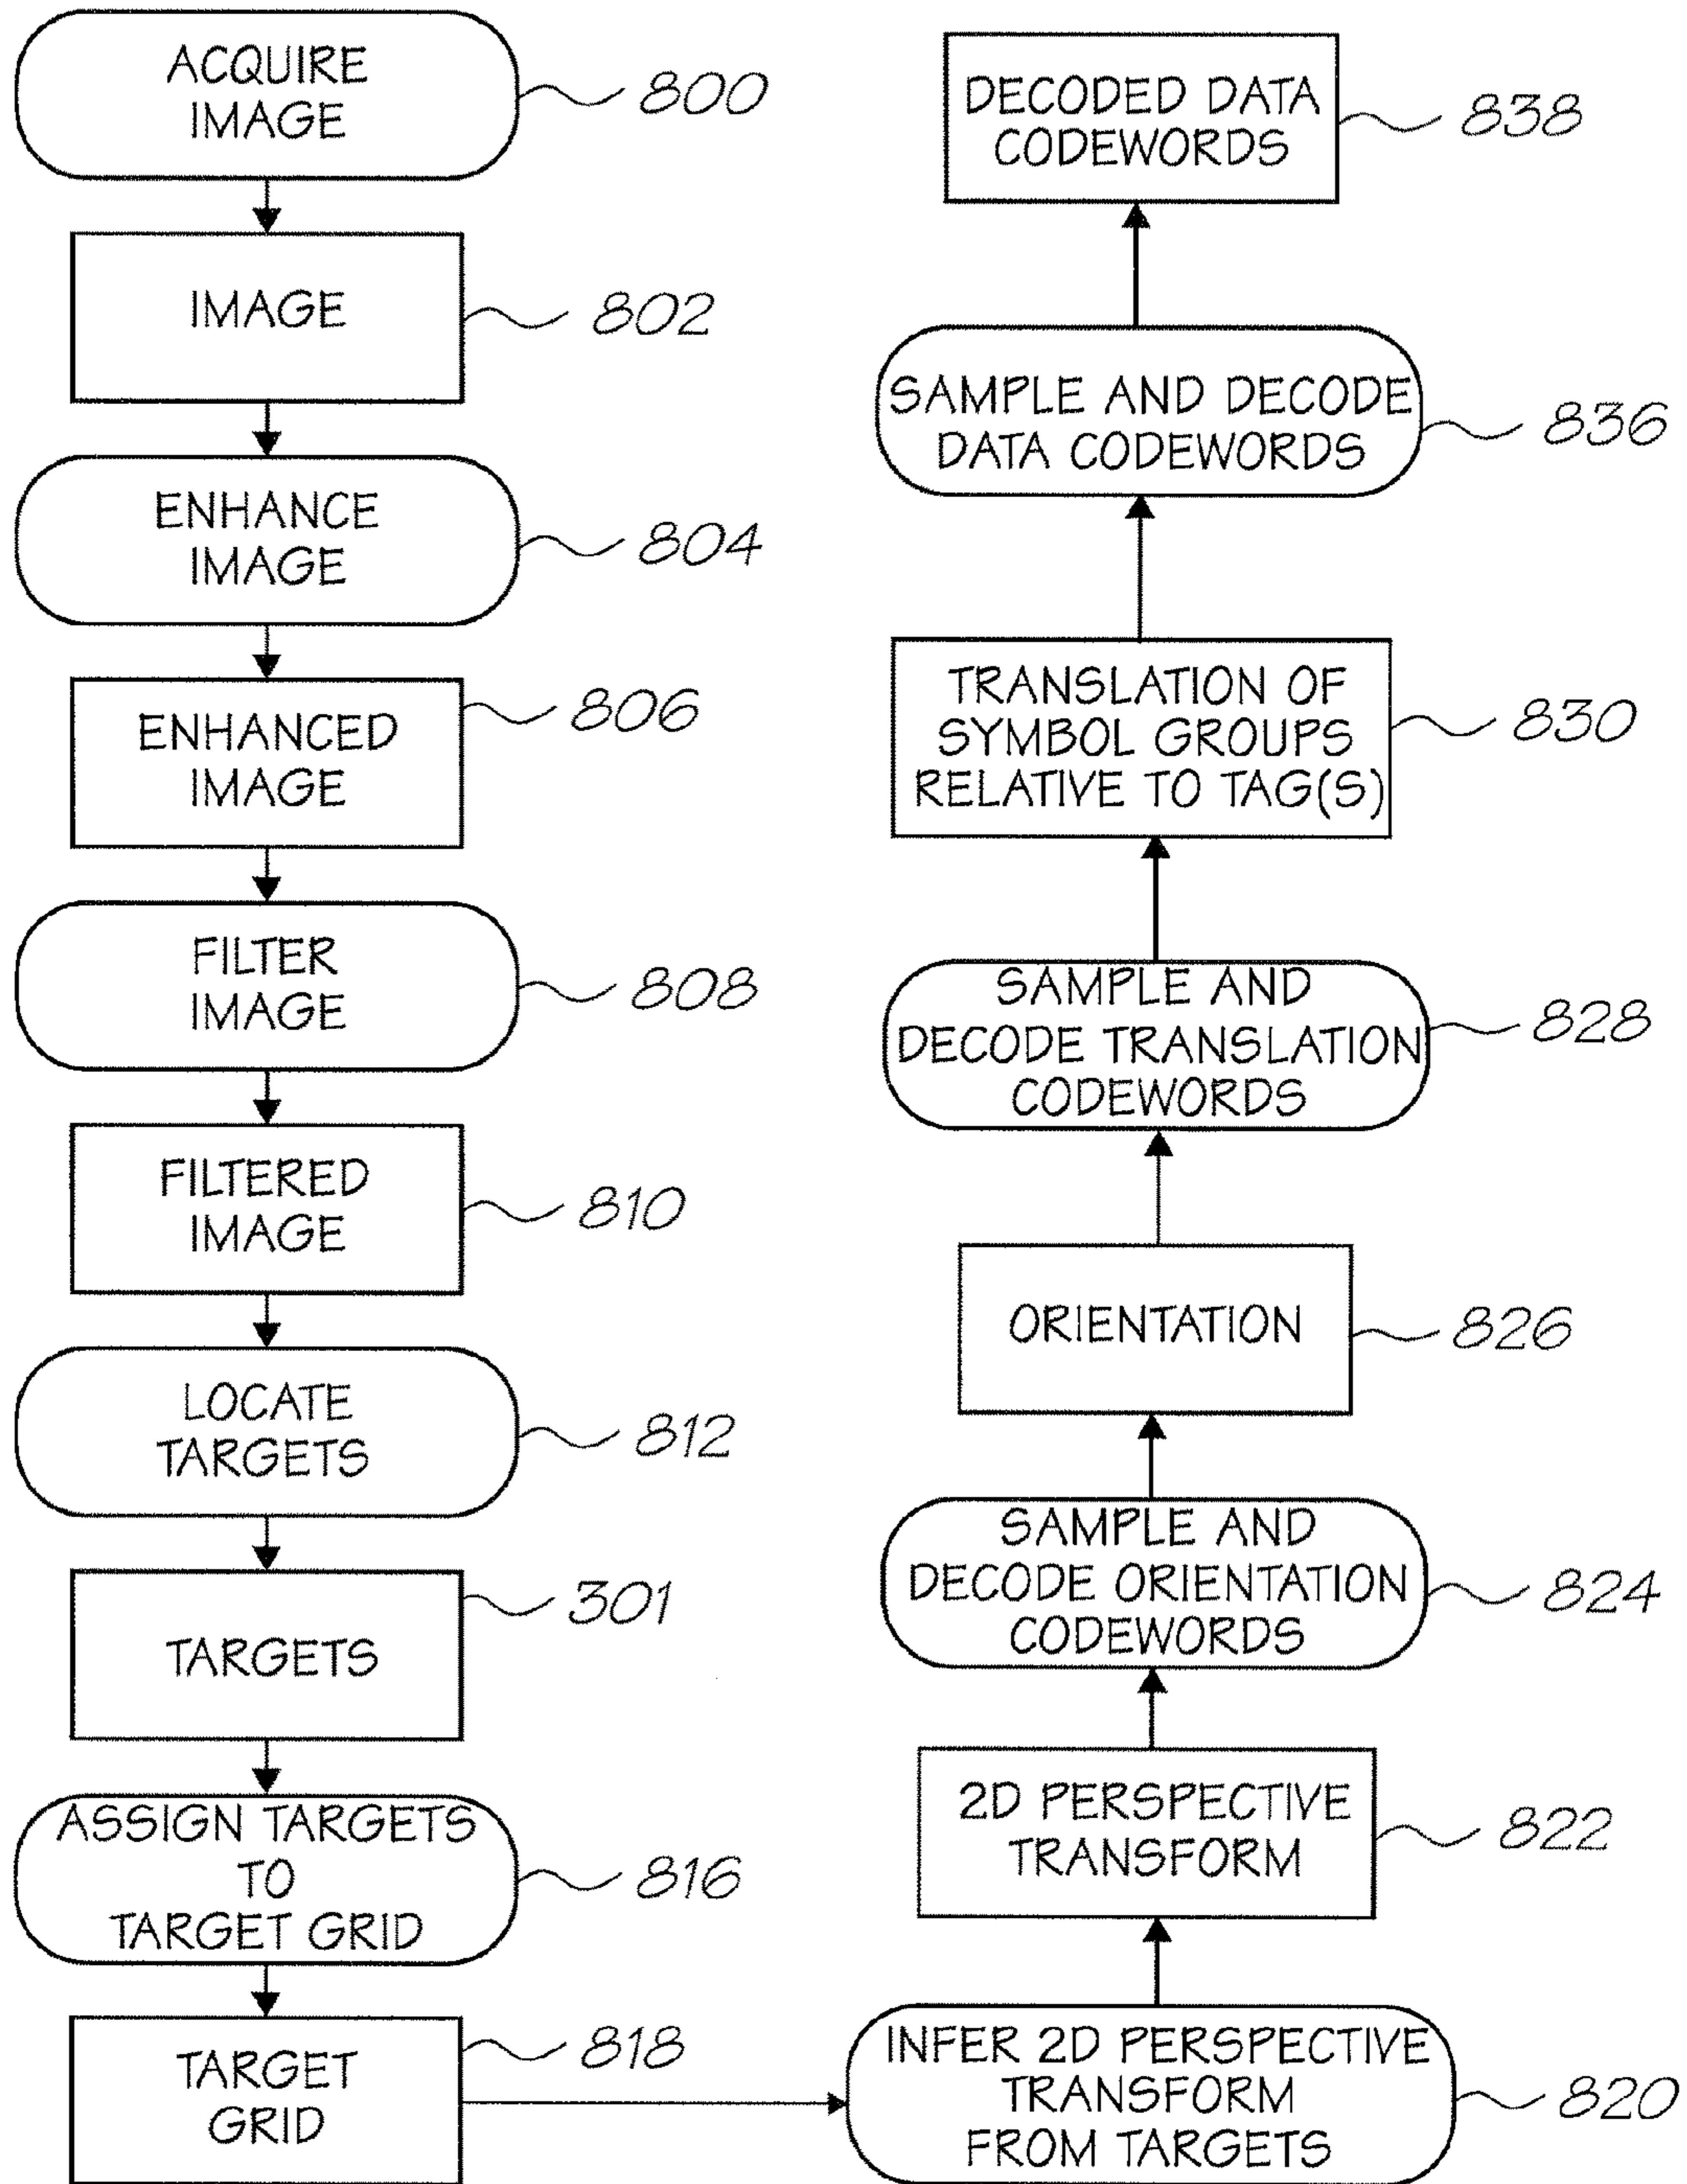 ACQUIRE
IMAGE
800
IMAGE
802
ENHANCE
IMAGE
804
ENHANCED
IMAGE
806
FILTER
IMAGE
808
FILTERED
IMAGE
810
LOCATE
TARGETS
812
TARGETS
301
ASSIGN TARGETS
TO
TARGET GRID
816
TARGET
GRID
818
INFER 2D PERSPECTIVE
TRANSFORM
FROM TARGETS
820
2D PERSPECTIVE
TRANSFORM
822
SAMPLE AND
DECODE ORIENTATION
CODEWORDS
824
ORIENTATION
826
SAMPLE AND
DECODE TRANSLATION
CODEWORDS
828
TRANSLATION OF
SYMBOL GROUPS
RELATIVE TO TAG(S)
830
SAMPLE AND DECODE
DATA CODEWORDS
836
DECODED DATA
CODEWORDS
838